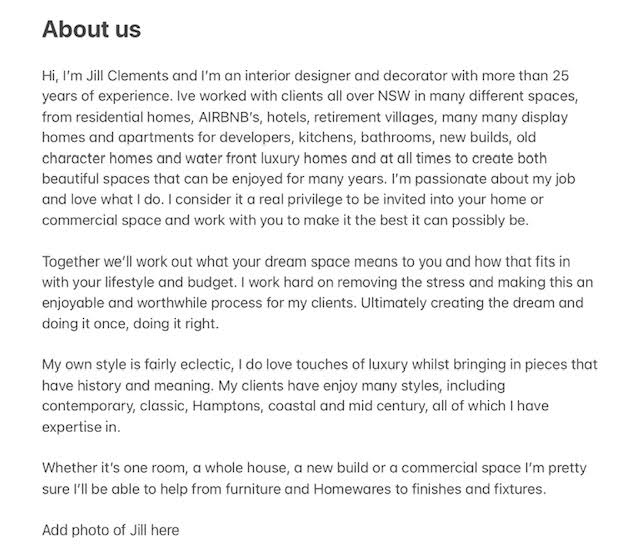 About us
Hi, I'm Jill Clements and I'm an interior designer and decorator with more than 25
years of experience. Ive worked with clients all over NSW in many different spaces,
from residential homes, AIRBNB's, hotels, retirement villages, many many display
homes and apartments for developers, kitchens, bathrooms, new builds, old
character homes and water front luxury homes and at all times to create both
beautiful spaces that can be enjoyed for many years. I'm passionate about my job
and love what I do. I consider it a real privilege to be invited into your home or
commercial space and work with you to make it the best it can possibly be.
Together we'll work out what your dream space means to you and how that fits in
with your lifestyle and budget. I work hard on removing the stress and making this an
enjoyable and worthwhile process for my clients. Ultimately creating the dream and
doing it once, doing it right.
My own style is fairly eclectic, I do love touches of luxury whilst bringing in pieces that
have history and meaning. My clients have enjoy many styles, including
contemporary, classic, Hamptons, coastal and mid century, all of which I have
expertise in.
Whether it's one room, a whole house, a new build or a commercial space I'm pretty
sure I'll be able to help from furniture and Homewares to finishes and fixtures.
Add photo of Jill here